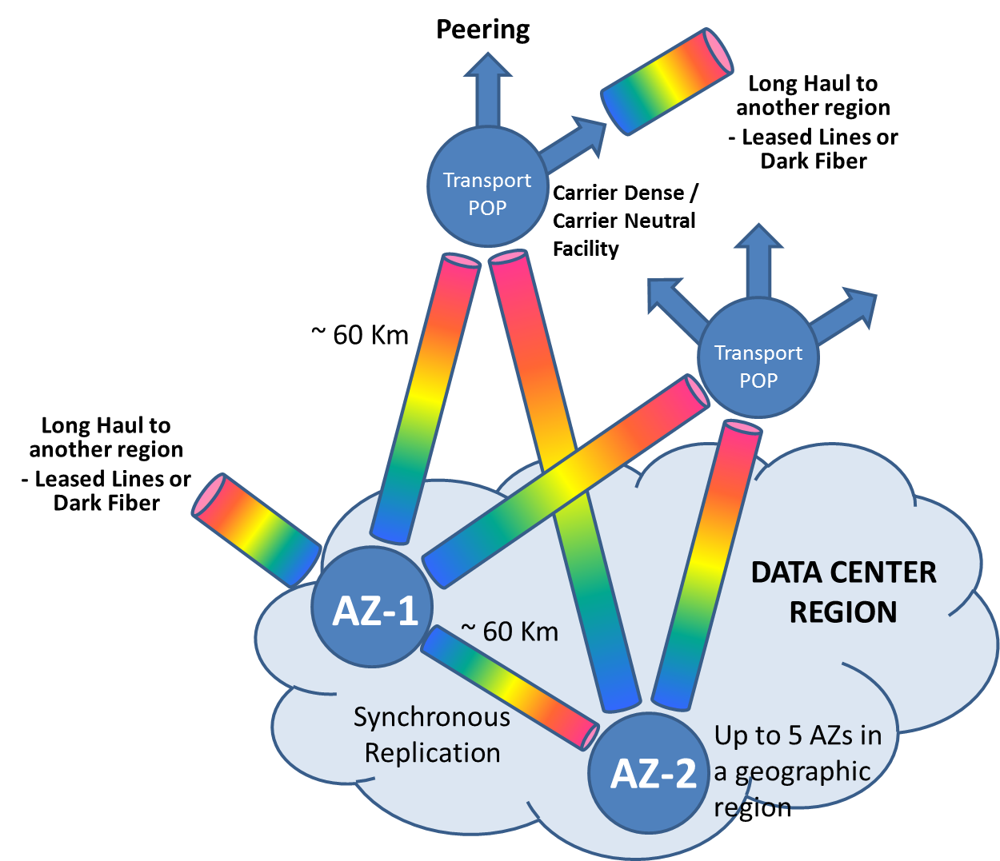 Peering
Long Haul to
another region
- Leased Lines or
Dark Fiber
Transport
POP
Carrier Dense /
Carrier Neutral
Facility
~ 60 Km
Transport
POP
Long Haul to
another region
- Leased Lines or
Dark Fiber
DATA CENTER
REGION
AZ-1
~ 60 Km
Synchronous
Replication
AZ-2
Up to 5 AZs in
a geographic
region